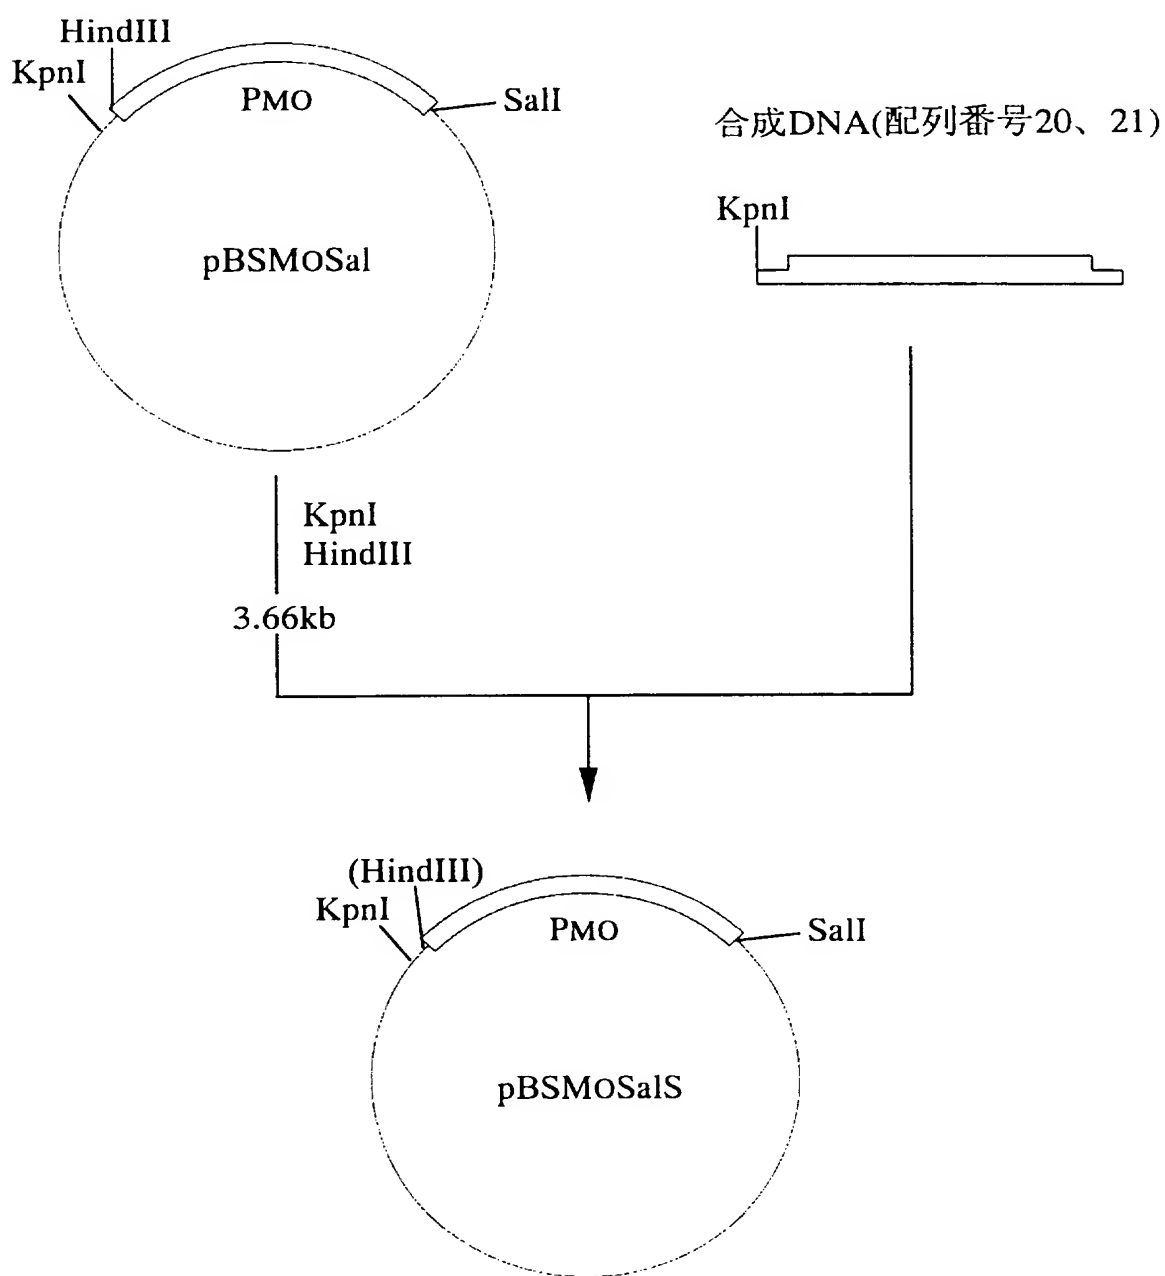 HindIII
KpnI
PMO
SalI
合成DNA(配列番号20、21)
KpnI
pBSMOSal
KpnI
HindIII
3.66kb
(HindIII)
KpnI
PMO
SalI
pBSMOSalS